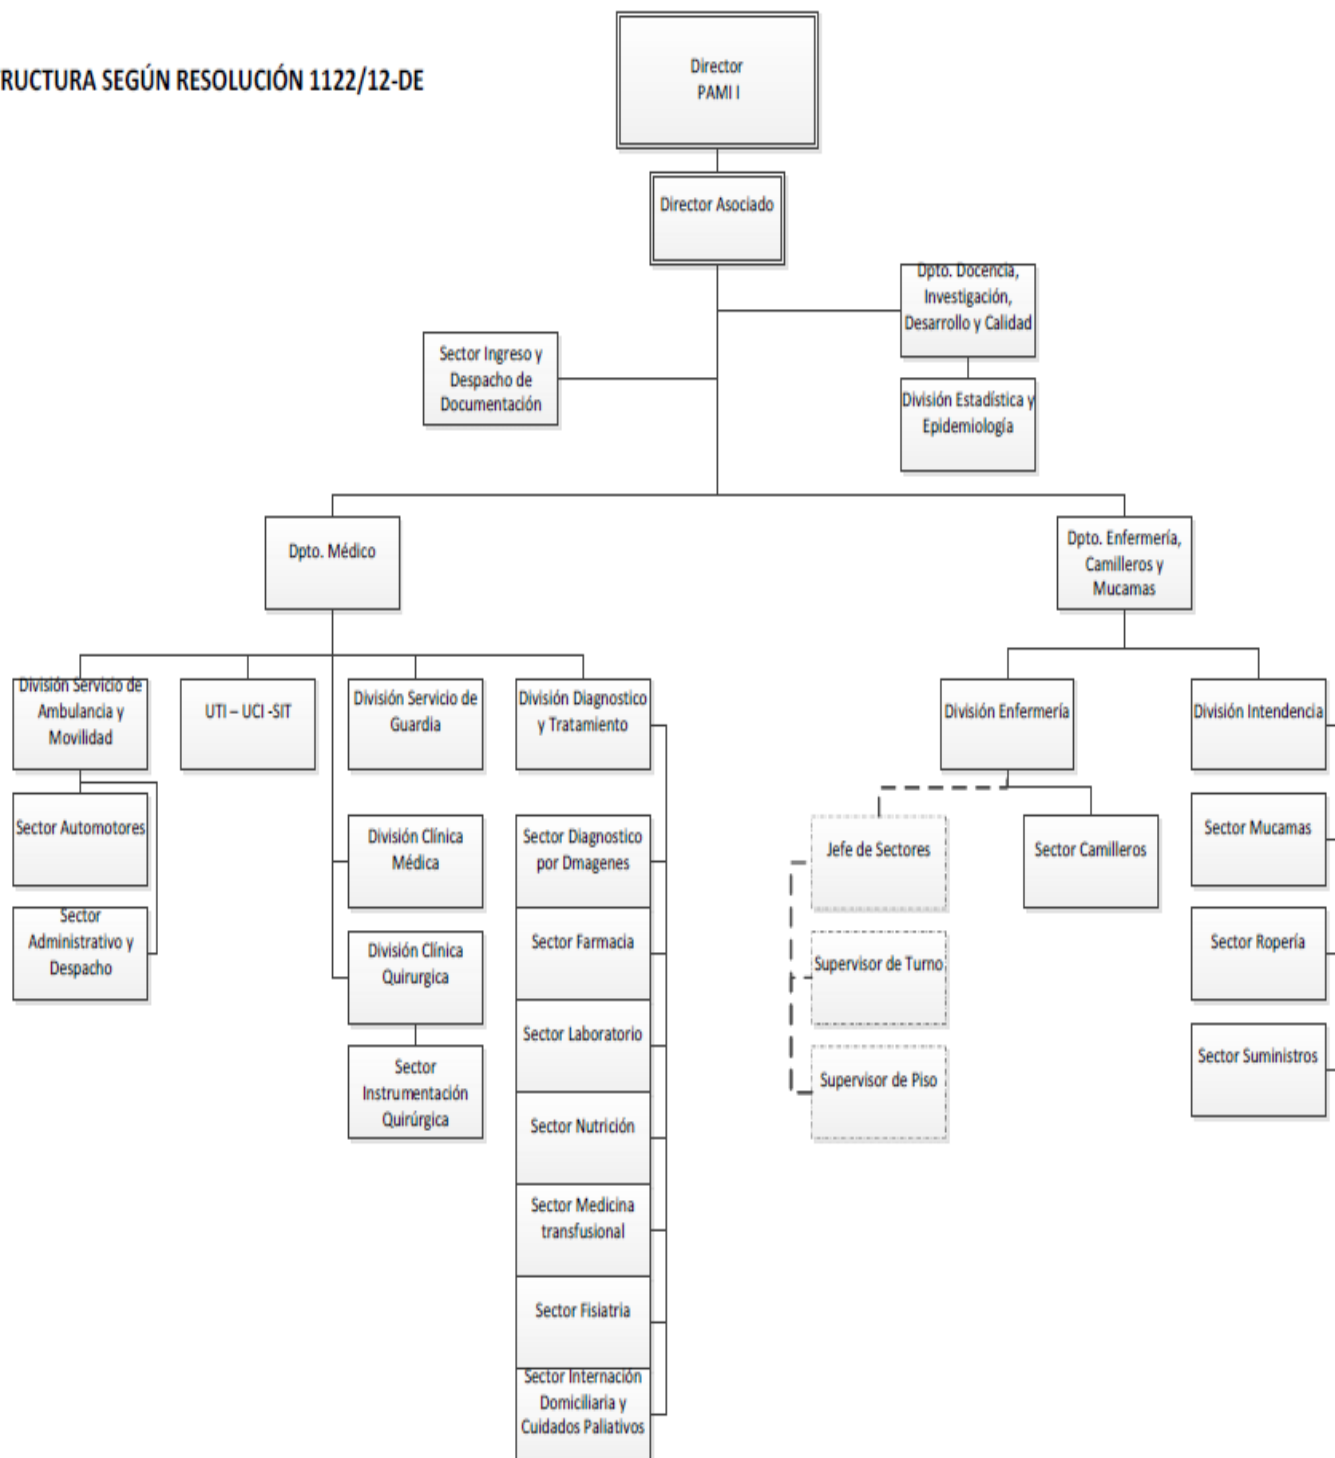 RUCTURA SEGÚN RESOLUCIÓN 1122/12-DE
Director
PAMI I
Director Asociado
Dpto. Docencia,
Investigación,
Desarrollo y Calidad
Sector Ingreso y
Despacho de
Documentación
División Estadística y
Epidemiología
Dpto. Médico
Dpto. Enfermería,
Camilleros y
Mucamas
División Servicio de
Ambulancia y
Movilidad
UTI – UCI -SIT
División Servicio de
Guardia
División Diagnostico
y Tratamiento
División Enfermería
División Intendencia
Sector Automotores
División Clínica
Médica
Sector Diagnostico
por Dmagenes
Jefe de Sectores
Sector Camilleros
Sector Mucamas
Sector
Administrativo y
Despacho
División Clínica
Quirurgica
Sector Farmacia
Supervisor de Turno
Sector Ropería
Sector
Instrumentación
Quirúrgica
Sector Laboratorio
Supervisor de Piso
Sector Suministros
Sector Nutrición
Sector Medicina
transfusional
Sector Fisiatria
Sector Internación
Domiciliaria y
Cuidados Paliativos